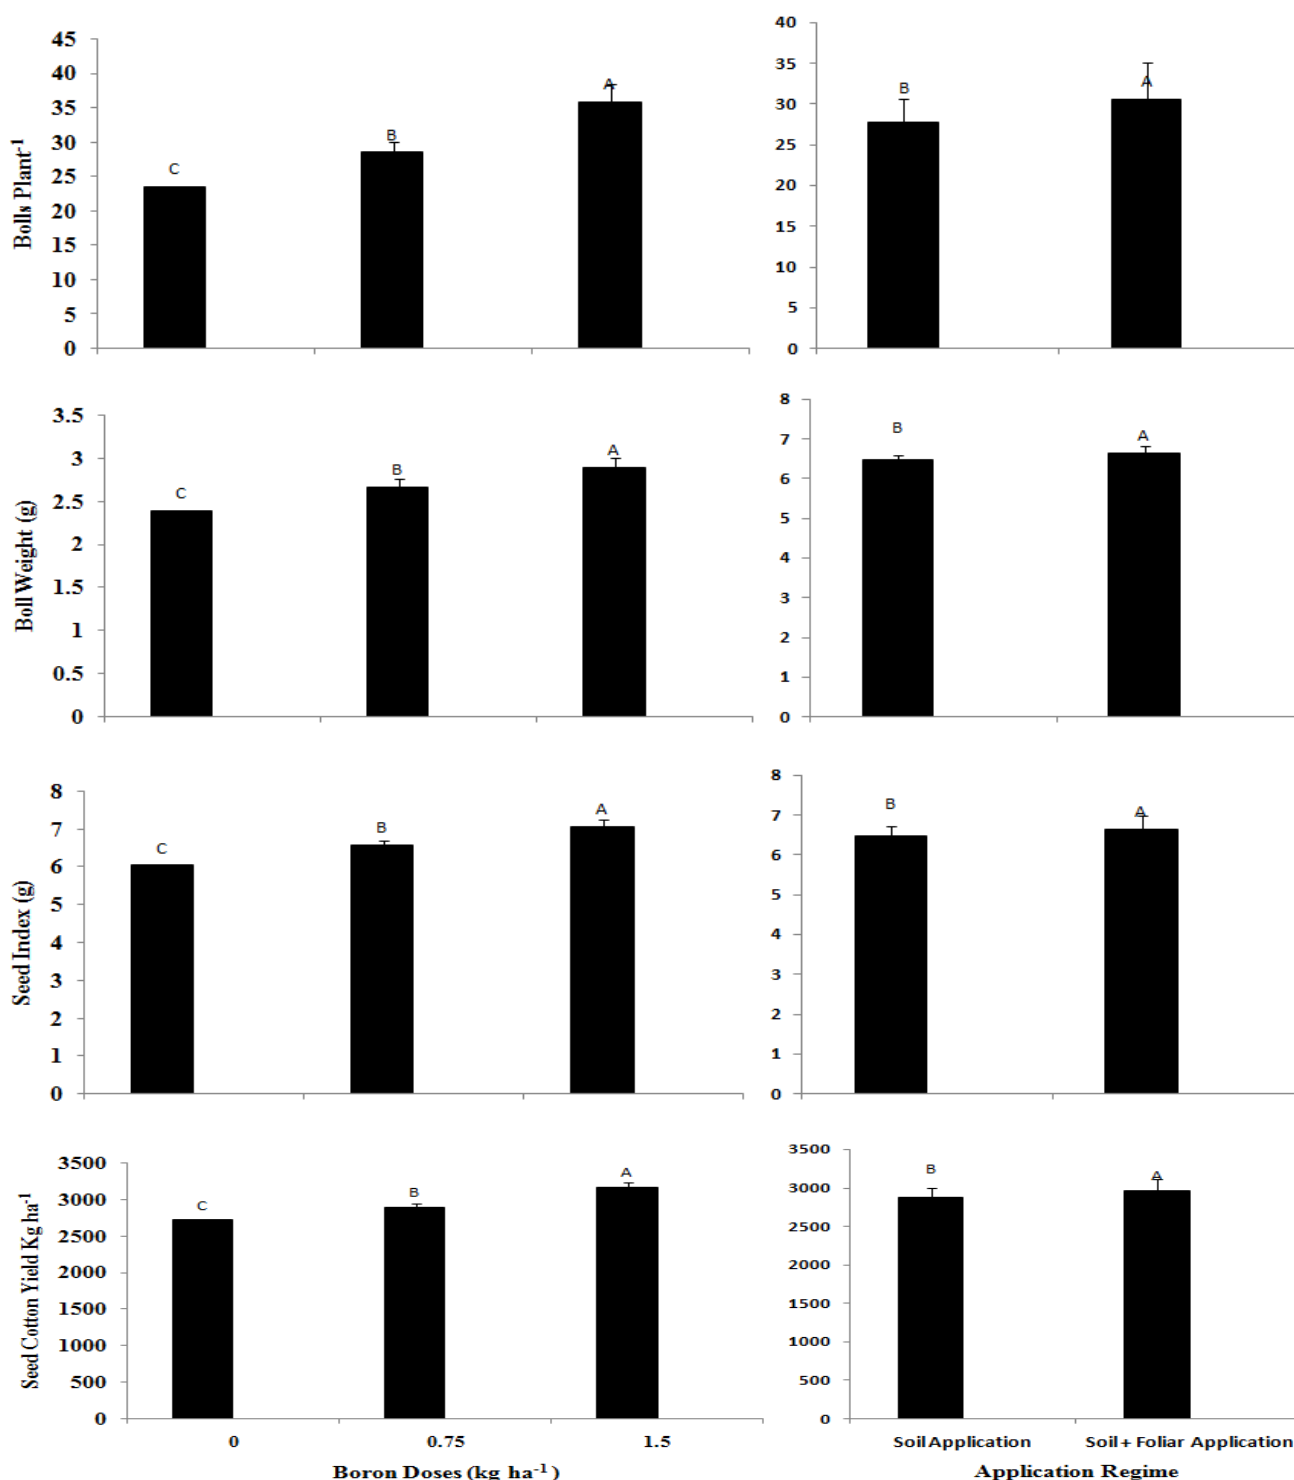 45
40
35
30
25
20
15
10
5
0
Bolls Plant-1
C
B
A
40
35
30
25
20
15
10
5
0
B
A
3.5
3
2.5
2
1.5
1
0.5
0
Boll Weight (g)
C
B
A
8
7
6
5
4
3
2
1
0
B
A
8
7
6
5
4
3
2
1
0
Seed Index (g)
C
B
A
8
7
6
5
4
3
2
1
0
B
A
3500
3000
2500
2000
1500
1000
500
0
Seed Cotton Yield Kg ha-1
C
B
A
0 0.75 1.5
Boron Doses (kg ha-1)
3500
3000
2500
2000
1500
1000
500
0
B
A
Soil Application Soil + Foliar Application
Application Regime